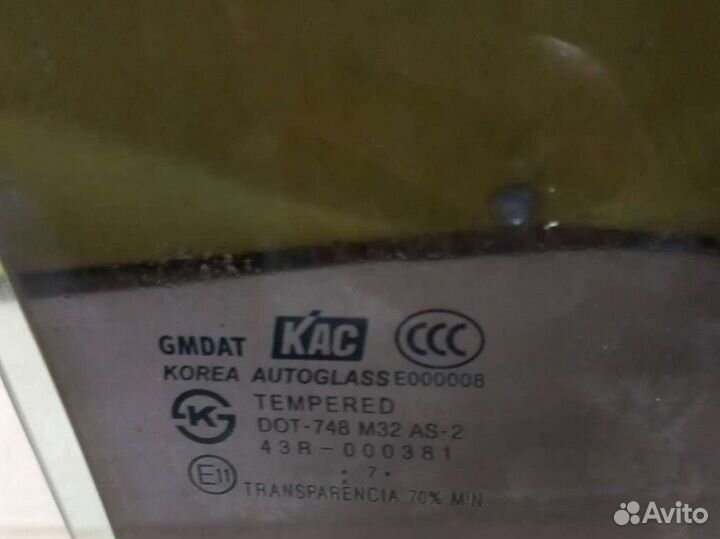 GMDAT KAC CCC
KOREA AUTOGLASS E000008
TEMPERED
DOT-748 M32 AS-2
43R-000381
E11
. 7 .
TRANSPARÊNCIA 70% MIN
Avito